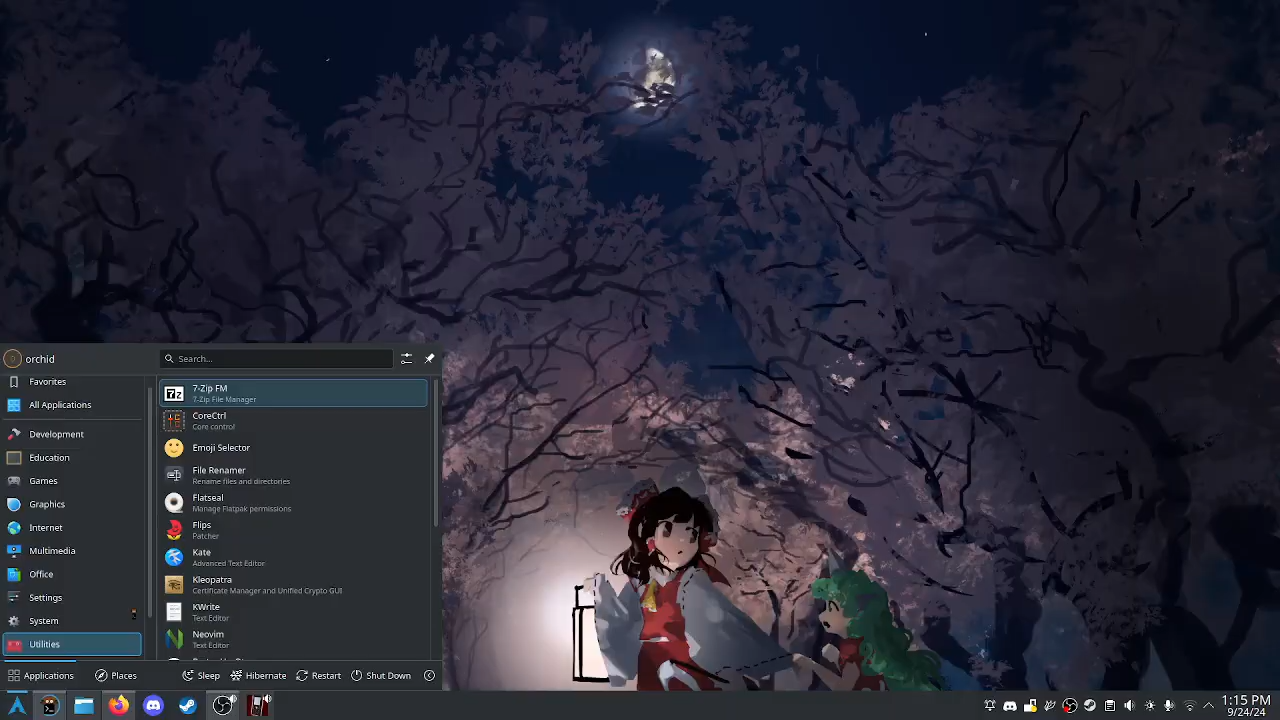 orchid
Search...
Favorites
All Applications
Development
Education
Games
Graphics
Internet
Multimedia
Office
Settings
System
Utilities
7z
7-Zip FM
7-Zip File Manager
CoreCtrl
Core control
Emoji Selector
File Renamer
Rename files and directories
Flatseal
Manage Flatpak permissions
Flips
Patcher
Kate
Advanced Text Editor
Kleopatra
Certificate Manager and Unified Crypto GUI
KWrite
Text Editor
Neovim
Text Editor
Applications
Places
Sleep
Hibernate
Restart
Shut Down
1:15 PM
9/24/24